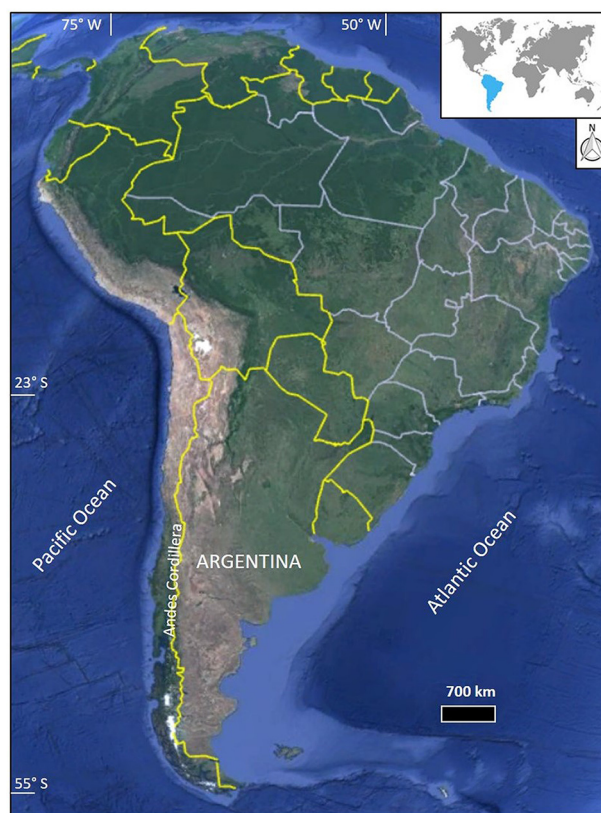 75° W
50° W
N
23° S
Pacific Ocean
Andes Cordillera
ARGENTINA
Atlantic Ocean
700 km
55° S